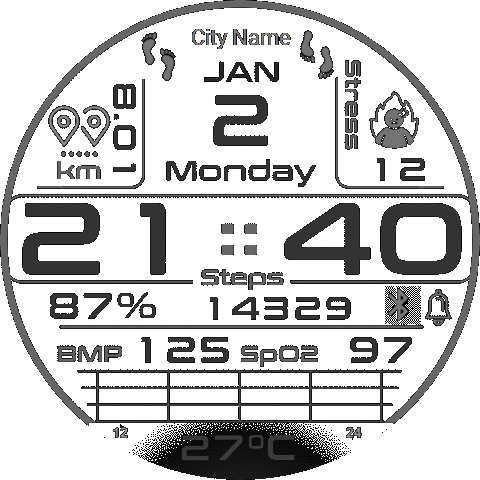 City Name
JAN
2
Monday
8.01
km
Stress
12
21 :: 40
Steps
87% 14329
BMP 125 SpO2 97
12 24
27°C